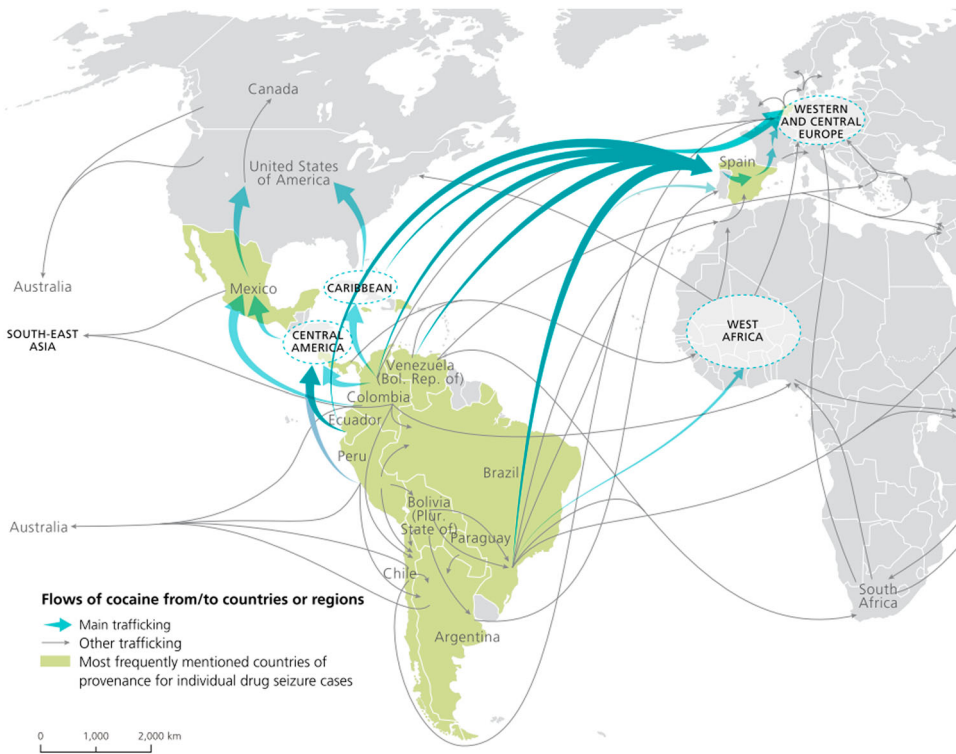 Canada
WESTERN
AND CENTRAL
EUROPE
United States
of America
Spain
Australia
Mexico
CARIBBEAN
SOUTH-EAST
ASIA
CENTRAL
AMERICA
WEST
AFRICA
Venezuela
(Bol. Rep. of)
Colombia
Ecuador
Peru
Brazil
Bolivia
(Plur.
State of)
Paraguay
Australia
Chile
South
Africa
Argentina
Flows of cocaine from/to countries or regions
Main trafficking
Other trafficking
Most frequently mentioned countries of
provenance for individual drug seizure cases
0 1,000 2,000 km